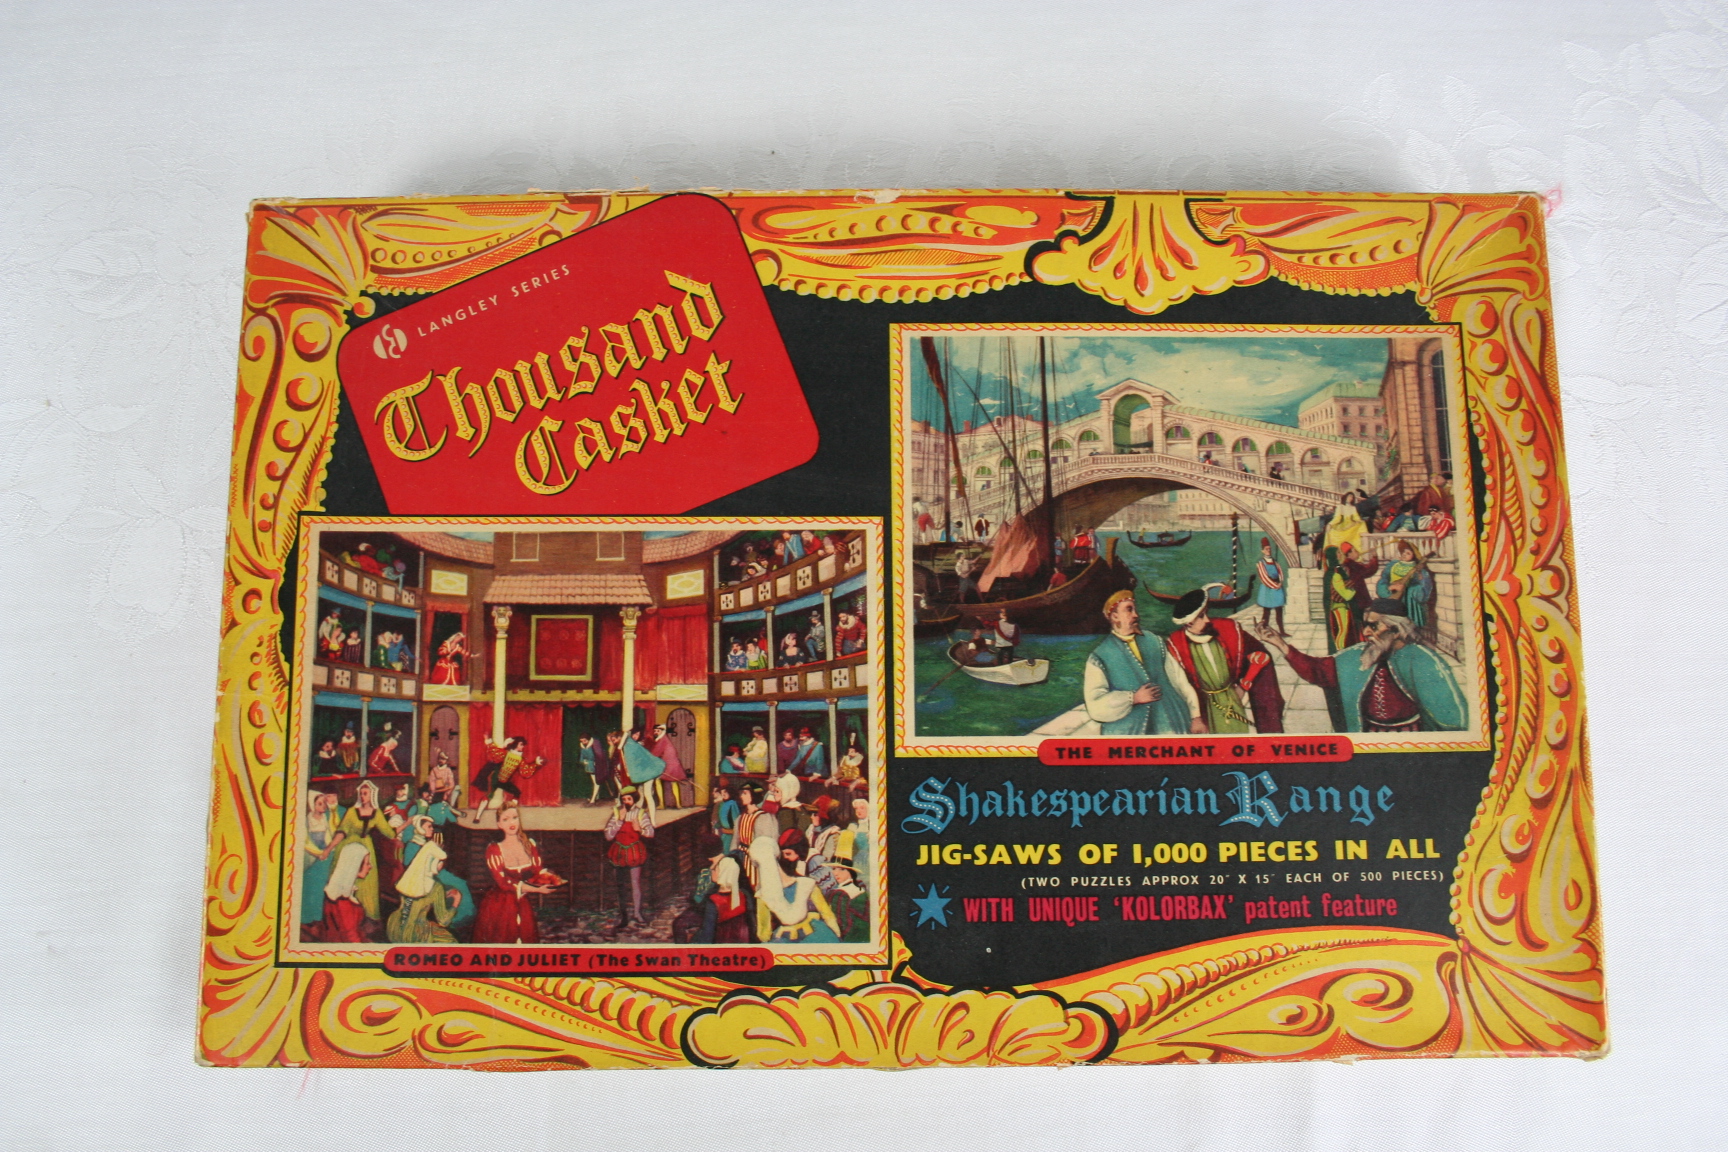 LANGLEY SERIES
Thousand
Casket
THE MERCHANT OF VENICE
Shakespearian Range
JIG-SAWS OF 1,000 PIECES IN ALL
(TWO PUZZLES APPROX 20" X 15" EACH OF 500 PIECES)
WITH UNIQUE 'KOLORBAX' patent feature
ROMEO AND JULIET (The Swan Theatre)